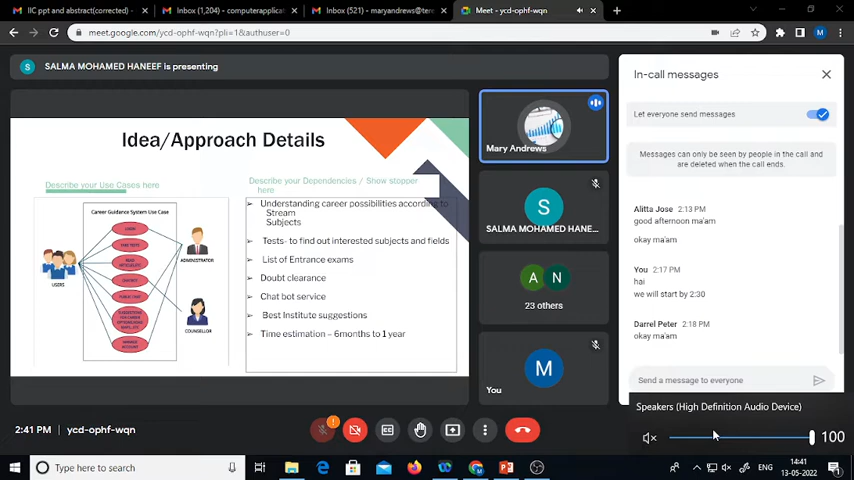 IIC ppt and abstract(corrected) -
Inbox (1,204) - computerapplicat
Inbox (521) - maryandrews@tere
Meet - ycd-ophf-wqn
meet.google.com/ycd-ophf-wqn?pli=1&authuser=0
M
S
SALMA MOHAMED HANEEF is presenting
Idea/Approach Details
Describe your Use Cases here
Career Guidance System Use Case
LOGIN
CHATBOT
PUBLIC CHAT
MANAGE
ACCOUNT
USERS
ADMINISTRATOR
COUNSELLOR
Describe your Dependencies / Show stopper
here
Understanding career possibilities according to
Stream
Subjects
Tests- to find out interested subjects and fields
List of Entrance exams
Doubt clearance
Chat bot service
Best Institute suggestions
Time estimation – 6months to 1 year
Mary Andrews
S
SALMA MOHAMED HANE...
A
N
23 others
M
You
In-call messages
Let everyone send messages
Messages can only be seen by people in the call and
are deleted when the call ends.
Alitta Jose 2:13 PM
good afternoon ma'am
okay ma'am
You 2:17 PM
hai
we will start by 2:30
Darrel Peter 2:18 PM
okay ma'am
Send a message to everyone
Speakers (High Definition Audio Device)
100
2:41 PM
ycd-ophf-wqn
Type here to search
ENG
14:41
13-05-2022